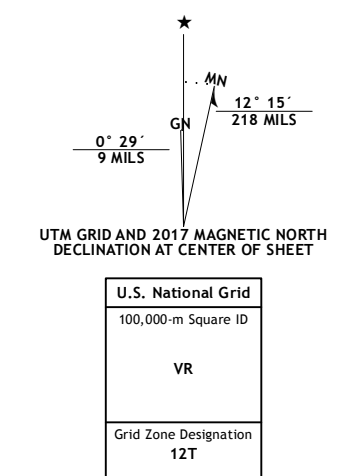 ★
MN
12° 15´
218 MILS
GN
0° 29´
9 MILS
UTM GRID AND 2017 MAGNETIC NORTH
DECLINATION AT CENTER OF SHEET
U.S. National Grid
100,000-m Square ID
VR
Grid Zone Designation
12T